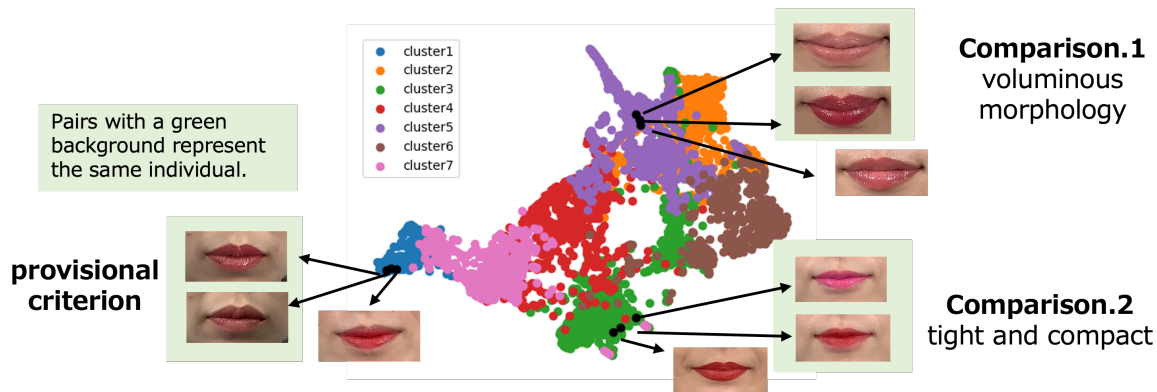 cluster1
cluster2
cluster3
cluster4
cluster5
cluster6
cluster7
Comparison.1
voluminous
morphology
Pairs with a green
background represent
the same individual.
provisional
criterion
Comparison.2
tight and compact